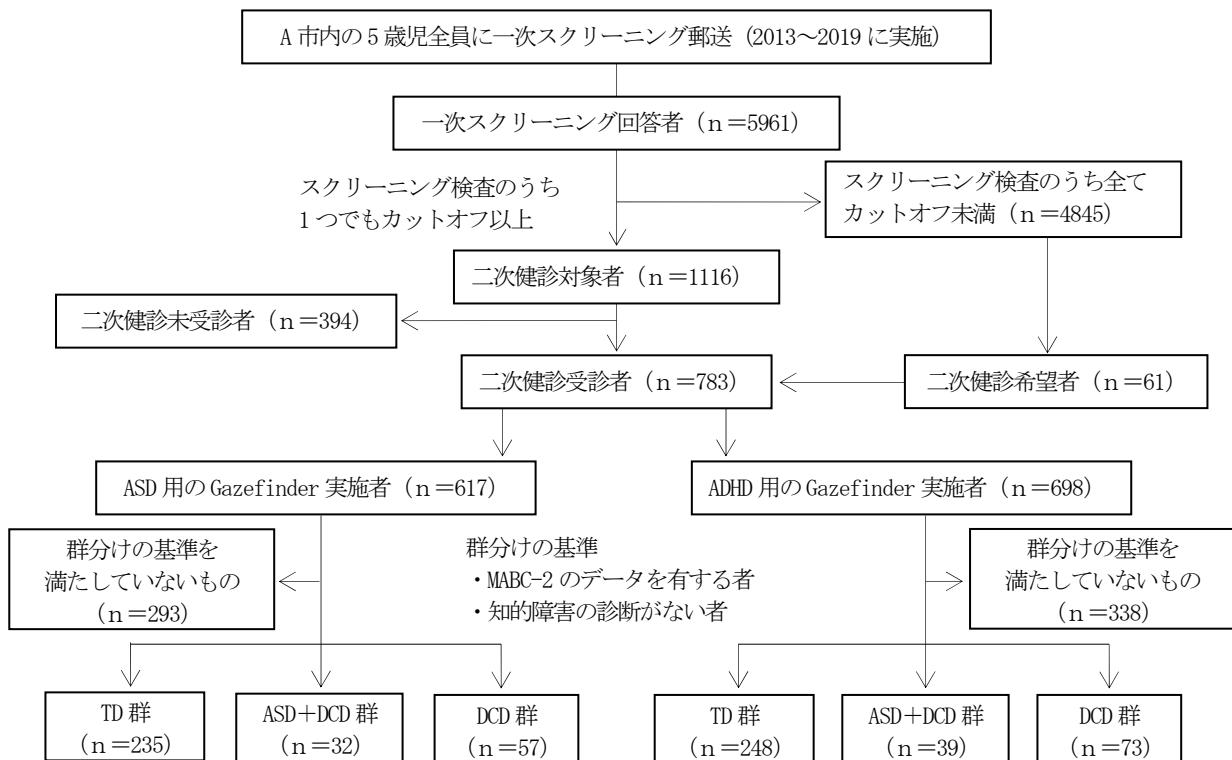 A 市内の 5 歳児全員に一次スクリーニング郵送（2013～2019 に実施）
一次スクリーニング回答者（n＝5961）
スクリーニング検査のうち
1 つでもカットオフ以上
スクリーニング検査のうち全て
カットオフ未満（n＝4845）
二次健診対象者（n＝1116）
二次健診未受診者（n＝394）
二次健診受診者（n＝783）
二次健診希望者（n＝61）
ASD 用の Gazefinder 実施者（n＝617）
ADHD 用の Gazefinder 実施者（n＝698）
群分けの基準を
満たしていないもの
（n＝293）
群分けの基準
・MABC-2 のデータを有する者
・知的障害の診断がない者
群分けの基準を
満たしていないもの
（n＝338）
TD 群
（n＝235）
ASD＋DCD 群
（n＝32）
DCD 群
（n＝57）
TD 群
（n＝248）
ASD＋DCD 群
（n＝39）
DCD 群
（n＝73）